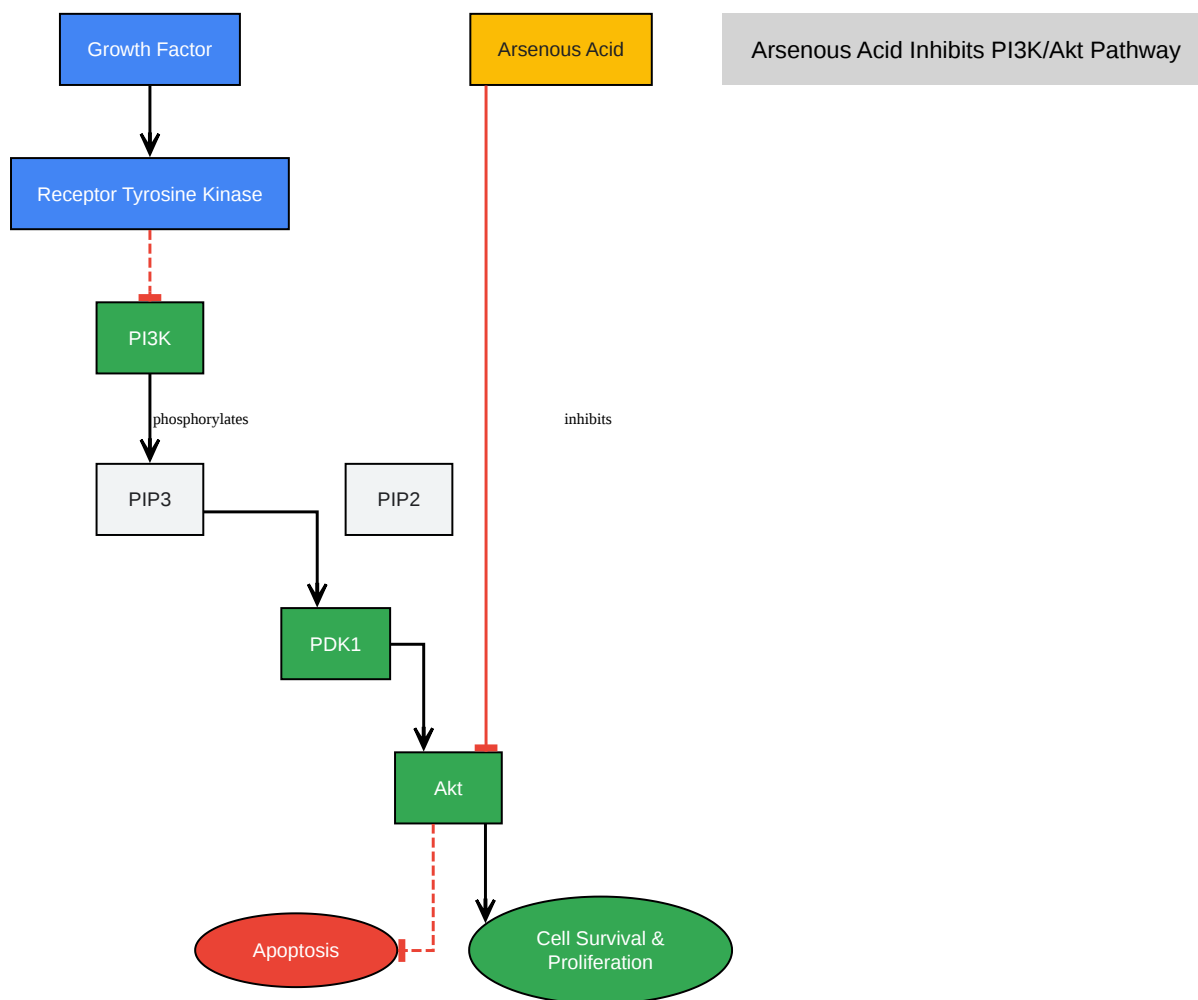 Growth Factor
Arsenous Acid
Arsenous Acid Inhibits PI3K/Akt Pathway
Receptor Tyrosine Kinase
PI3K
phosphorylates
inhibits
PIP3
PIP2
PDK1
Akt
Apoptosis
Cell Survival &
Proliferation